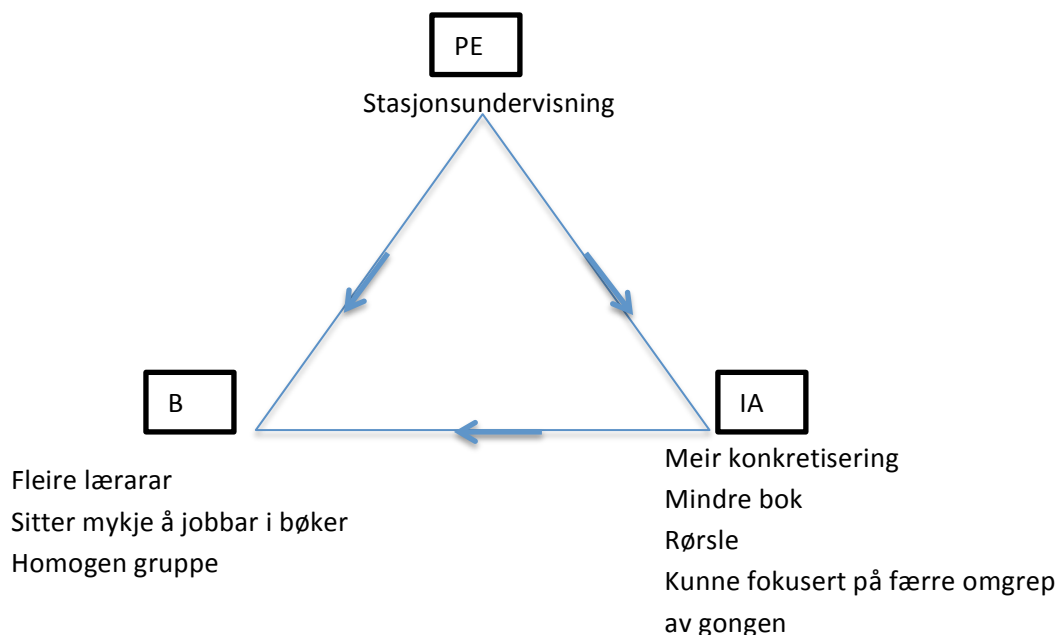 PE
Stasjonsundervisning
B
IA
Fleire lærarar
Sitter mykje å jobbar i bøker
Homogen gruppe
Meir konkretisering
Mindre bok
Rørsle
Kunne fokusert på færre omgrep
av gongen